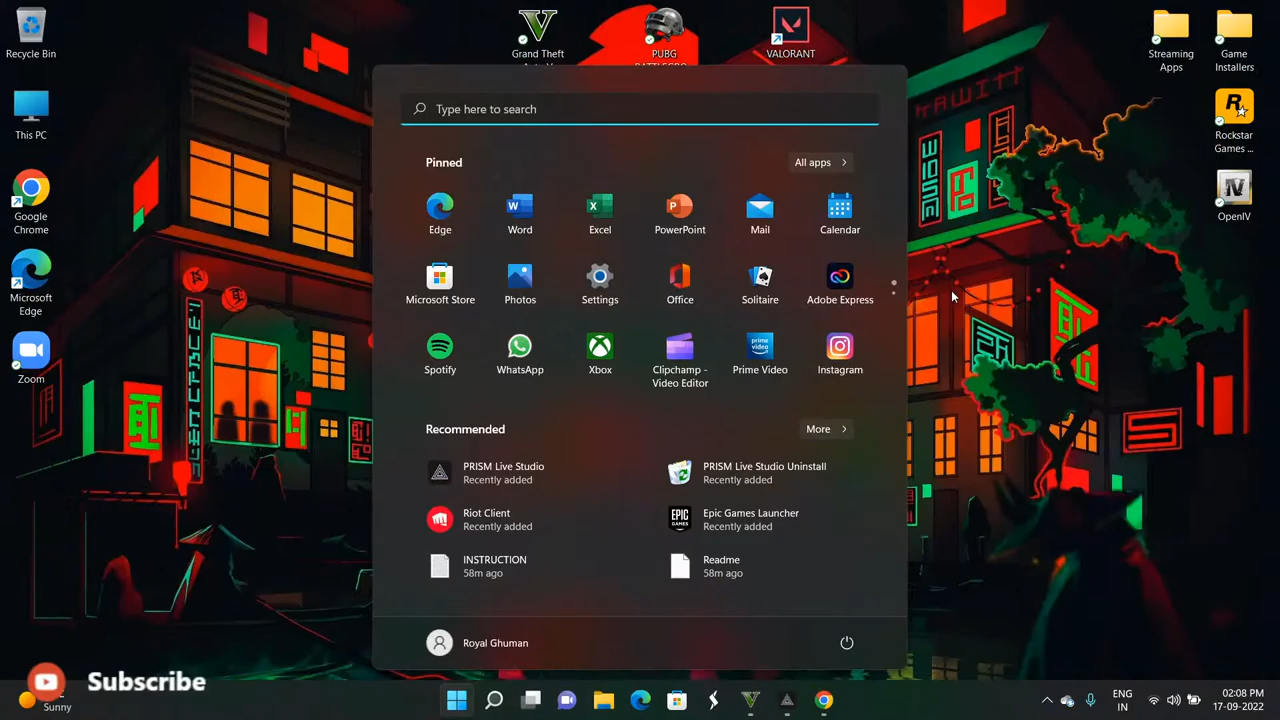 Recycle Bin
This PC
Google
Chrome
Microsoft
Edge
Zoom
Grand Theft
PUBG
VALORANT
Streaming
Apps
Game
Installers
Rockstar
Games ...
OpenIV
Type here to search
Pinned
All apps
Edge
Word
Excel
PowerPoint
Mail
Calendar
Microsoft Store
Photos
Settings
Office
Solitaire
Adobe Express
Spotify
WhatsApp
Xbox
Clipchamp -
Video Editor
prime
video
Prime Video
Instagram
Recommended
More
PRISM Live Studio
Recently added
PRISM Live Studio Uninstall
Recently added
Riot Client
Recently added
EPIC
GAMES
Epic Games Launcher
Recently added
INSTRUCTION
58m ago
Readme
58m ago
Royal Ghuman
Subscribe
Sunny
ENG
IN
02:08 PM
17-09-2022